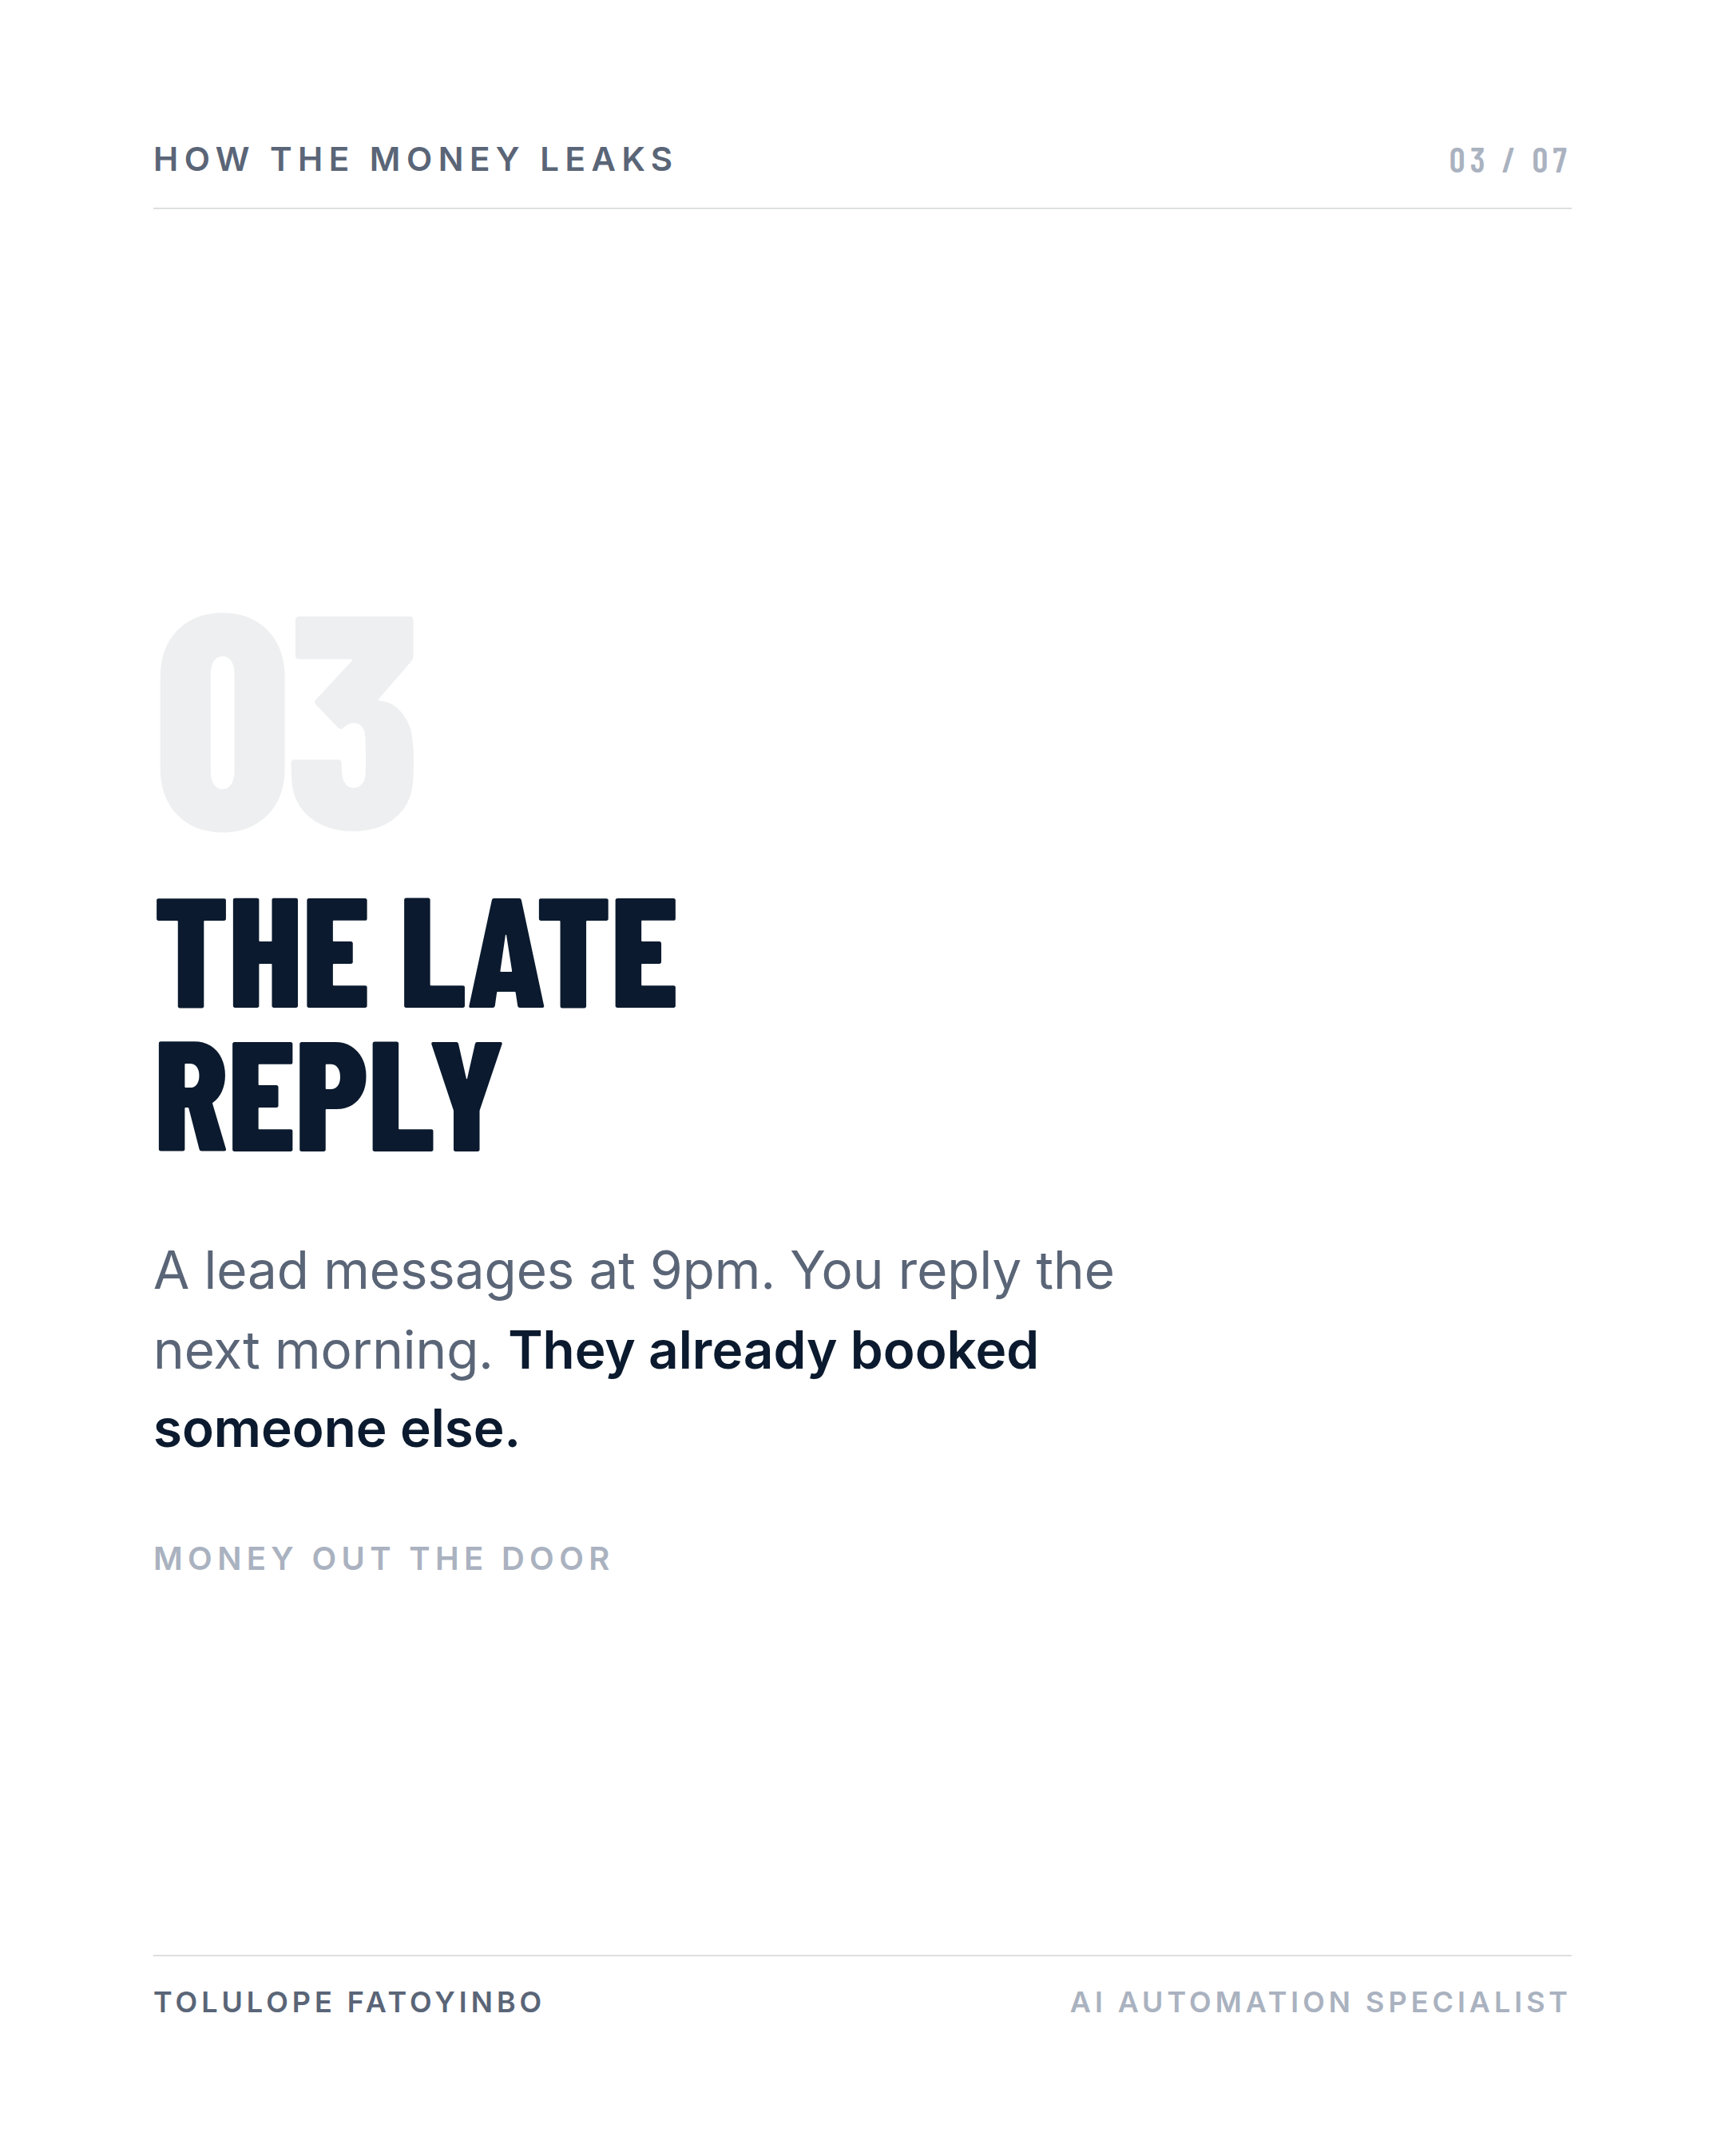 HOW THE MONEY LEAKS
03 / 07
03
THE LATE
REPLY
A lead messages at 9pm. You reply the
next morning. They already booked
someone else.
MONEY OUT THE DOOR
TOLULOPE FATOYINBO
AI AUTOMATION SPECIALIST